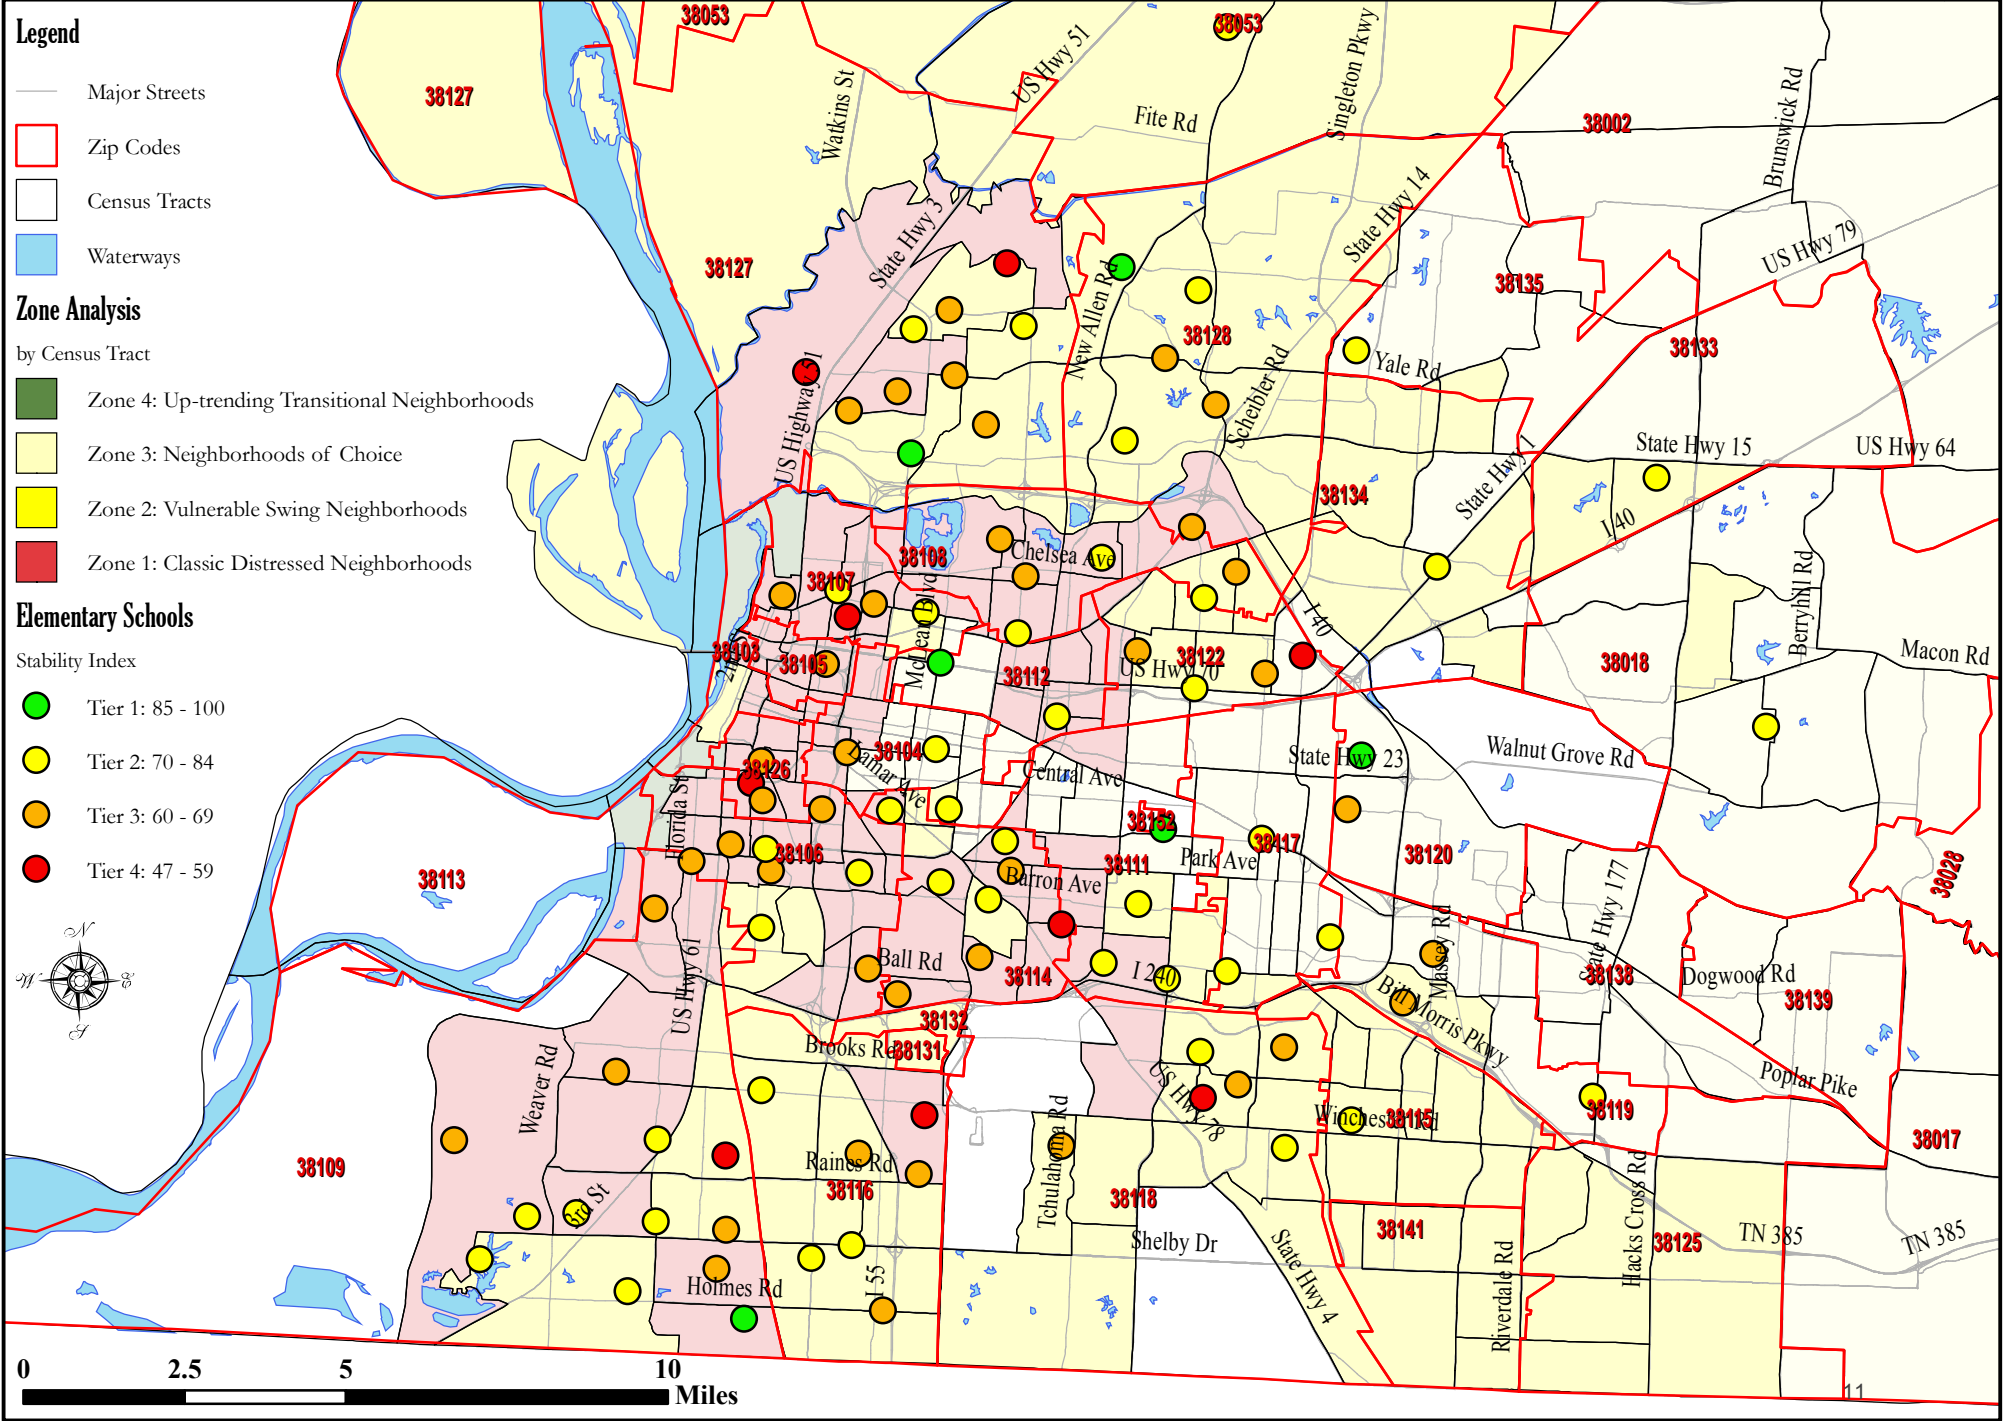 Legend
Major Streets
Zip Codes
Census Tracts
Waterways
Zone Analysis
by Census Tract
Zone 4: Up-trending Transitional Neighborhoods
Zone 3: Neighborhoods of Choice
Zone 2: Vulnerable Swing Neighborhoods
Zone 1: Classic Distressed Neighborhoods
Elementary Schools
Stability Index
Tier 1: 85 - 100
Tier 2: 70 - 84
Tier 3: 60 - 69
Tier 4: 47 - 59
N
W
E
S
0
2.5
5
10
Miles
38053
38053
38127
US Hwy 51
Singleton Pkwy
Watkins St
Fite Rd
38002
Brunswick Rd
State Hwy 14
State Hwy 3
38127
US Hwy 79
38135
New Allen Rd
38128
38133
Yale Rd
Scheibler Rd
US Highway 51
State Hwy 1
State Hwy 15
US Hwy 64
38134
I 40
38108
Chelsea Ave
38107
Berryhill Rd
I 40
38103
38105
2nd St
McLean Blvd
38112
38122
US Hwy 70
38018
Macon Rd
38104
Lamar Ave
38126
Central Ave
State Hwy 23
Walnut Grove Rd
Florida St
38152
38117
38106
38111
Park Ave
38120
38113
Barron Ave
State Hwy 177
38028
Massey Rd
US Hwy 61
Ball Rd
38114
I 240
38138
Dogwood Rd
38139
Bill Morris Pkwy
38132
Brooks Rd
38131
Weaver Rd
US Hwy 78
Poplar Pike
Tchulahoma Rd
Winchester Rd
38115
38119
38017
38109
Raines Rd
38116
3rd St
38118
Hacks Cross Rd
38141
Shelby Dr
38125
TN 385
TN 385
State Hwy 4
Riverdale Rd
Holmes Rd
I 55
11